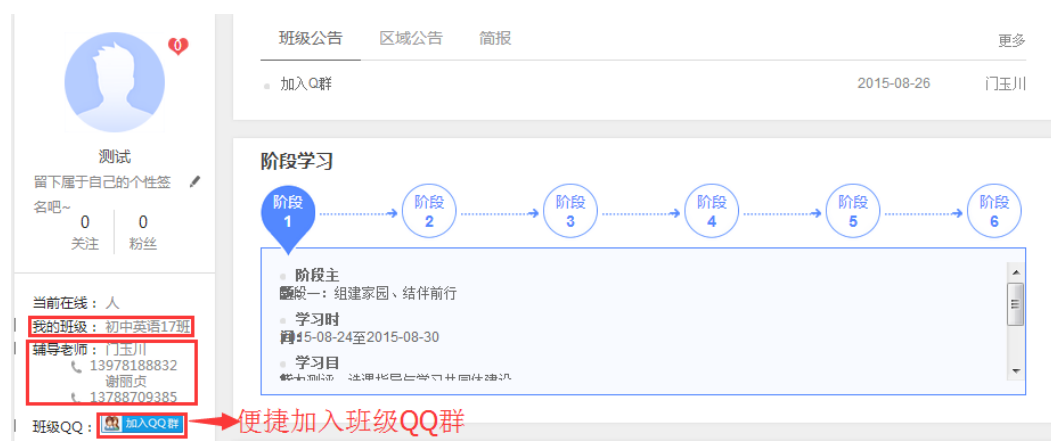 0
测试
留下属于自己的个性签
名吧~
0 0
关注 粉丝
当前在线：人
我的班级：初中英语17班
辅导老师：门玉川
13978188832
谢丽贞
13788709385
班级QQ：加入QQ群
便捷加入班级QQ群
班级公告 区域公告 简报 更多
加入Q群 2015-08-26 门玉川
阶段学习
阶段 阶段 阶段 阶段 阶段 阶段
1 2 3 4 5 6
阶段主
段一：组建家园、结伴前行
学习时
15-08-24至2015-08-30
学习目